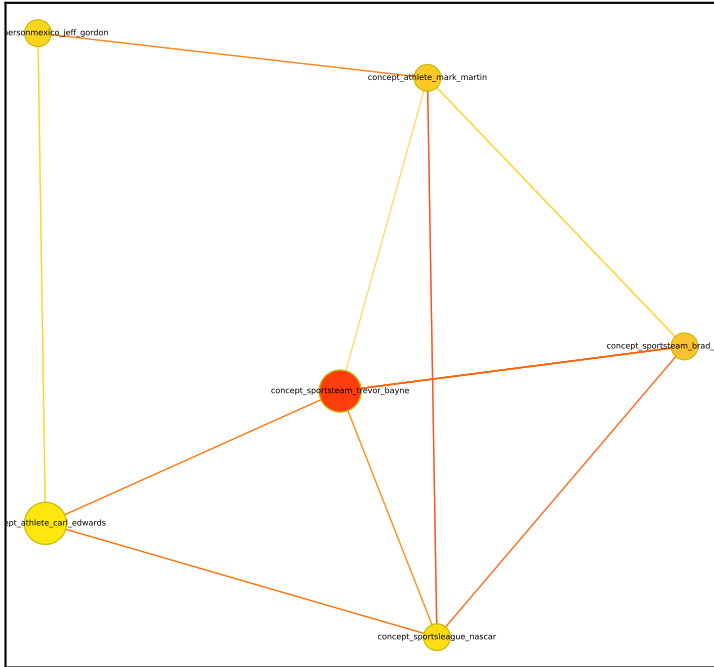 personmexico_jeff_gordon
concept_athlete_mark_martin
concept_sportsteam_brad_
concept_sportsteam_trevor_bayne
ept_athlete_carl_edwards
concept_sportsleague_nascar